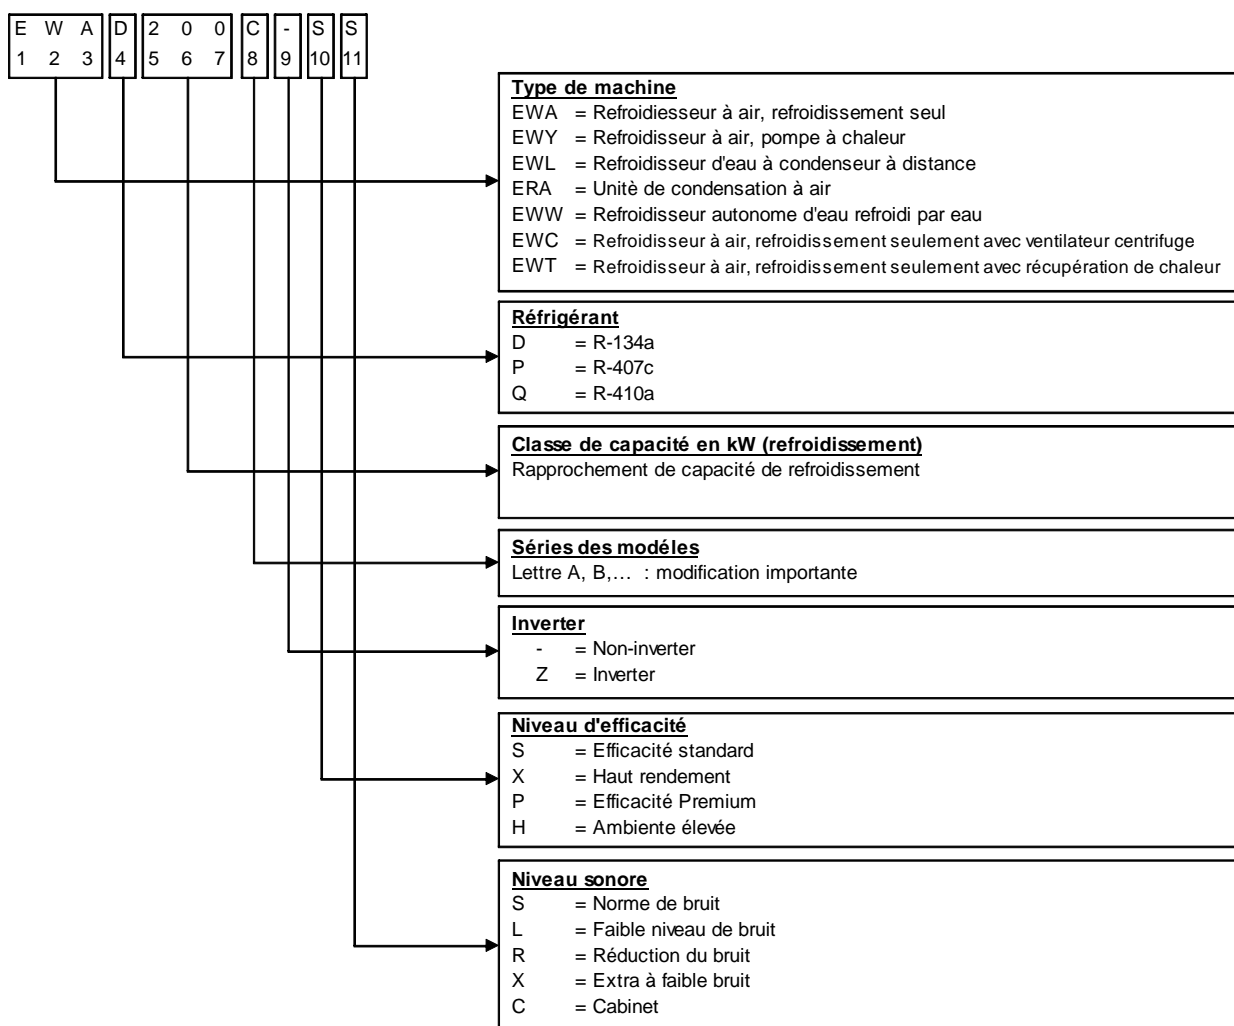 E W A D 2 0 0 C - S S
1 2 3 4 5 6 7 8 9 10 11
Type de machine
EWA = Refroidiesseur à air, refroidissement seul
EWY = Refroidisseur à air, pompe à chaleur
EWL = Refroidisseur d'eau à condenseur à distance
ERA = Unitè de condensation à air
EWW = Refroidisseur autonome d'eau refroidi par eau
EWC = Refroidisseur à air, refroidissement seulement avec ventilateur centrifuge
EWT = Refroidisseur à air, refroidissement seulement avec récupération de chaleur
Réfrigérant
D = R-134a
P = R-407c
Q = R-410a
Classe de capacité en kW (refroidissement)
Rapprochement de capacité de refroidissement
Séries des modéles
Lettre A, B,… : modification importante
Inverter
- = Non-inverter
Z = Inverter
Niveau d'efficacité
S = Efficacité standard
X = Haut rendement
P = Efficacité Premium
H = Ambiente élevée
Niveau sonore
S = Norme de bruit
L = Faible niveau de bruit
R = Réduction du bruit
X = Extra à faible bruit
C = Cabinet